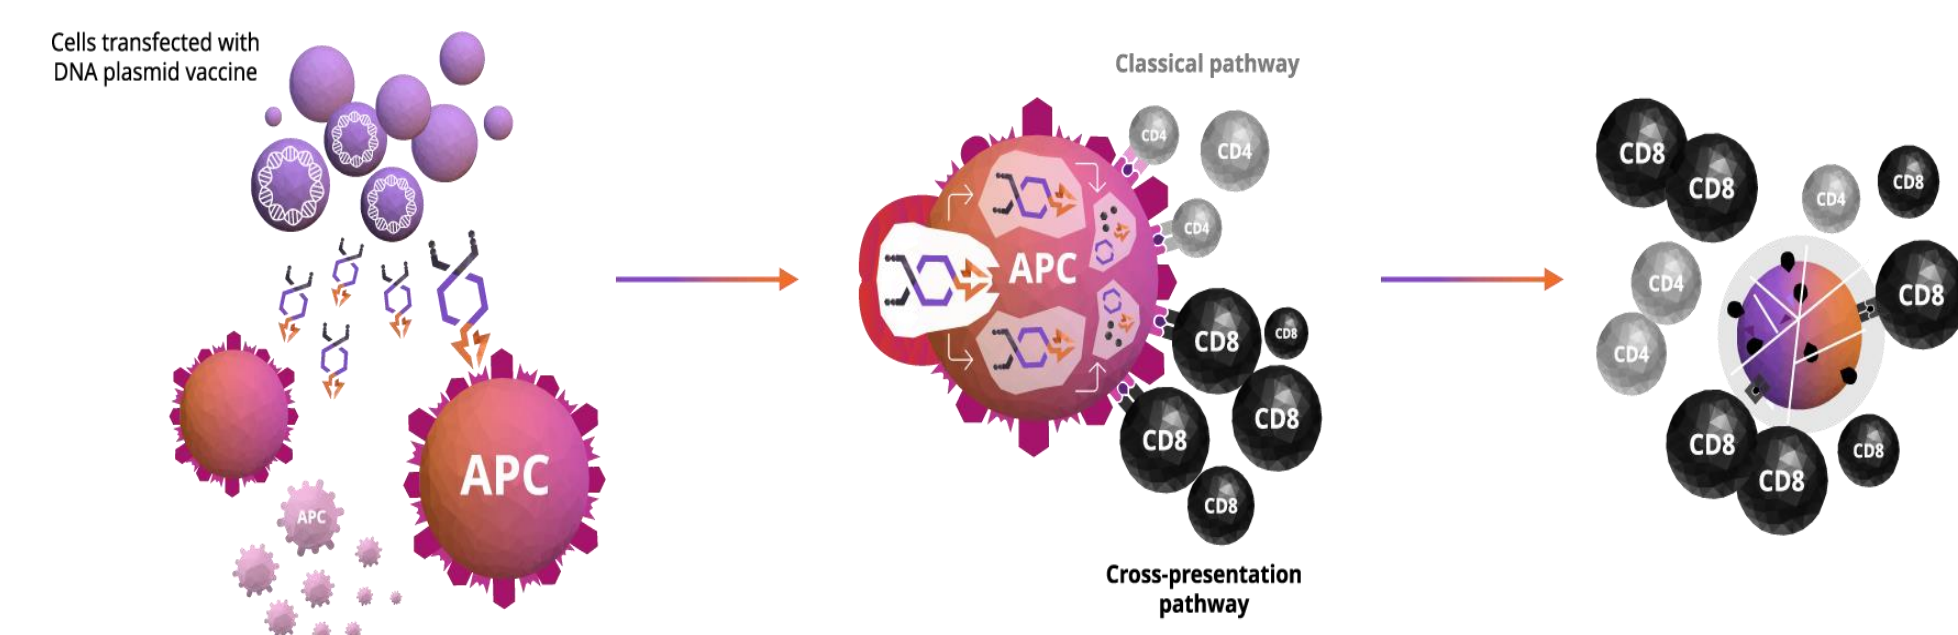 Cells transfected with
DNA plasmid vaccine
APC
APC
Classical pathway
CD4
CD4
CD4
APC
CD8
CD8
CD8
CD8
CD8
Cross-presentation
pathway
CD8
CD8
CD4
CD8
CD4
CD8
CD4
CD8
CD8
CD8